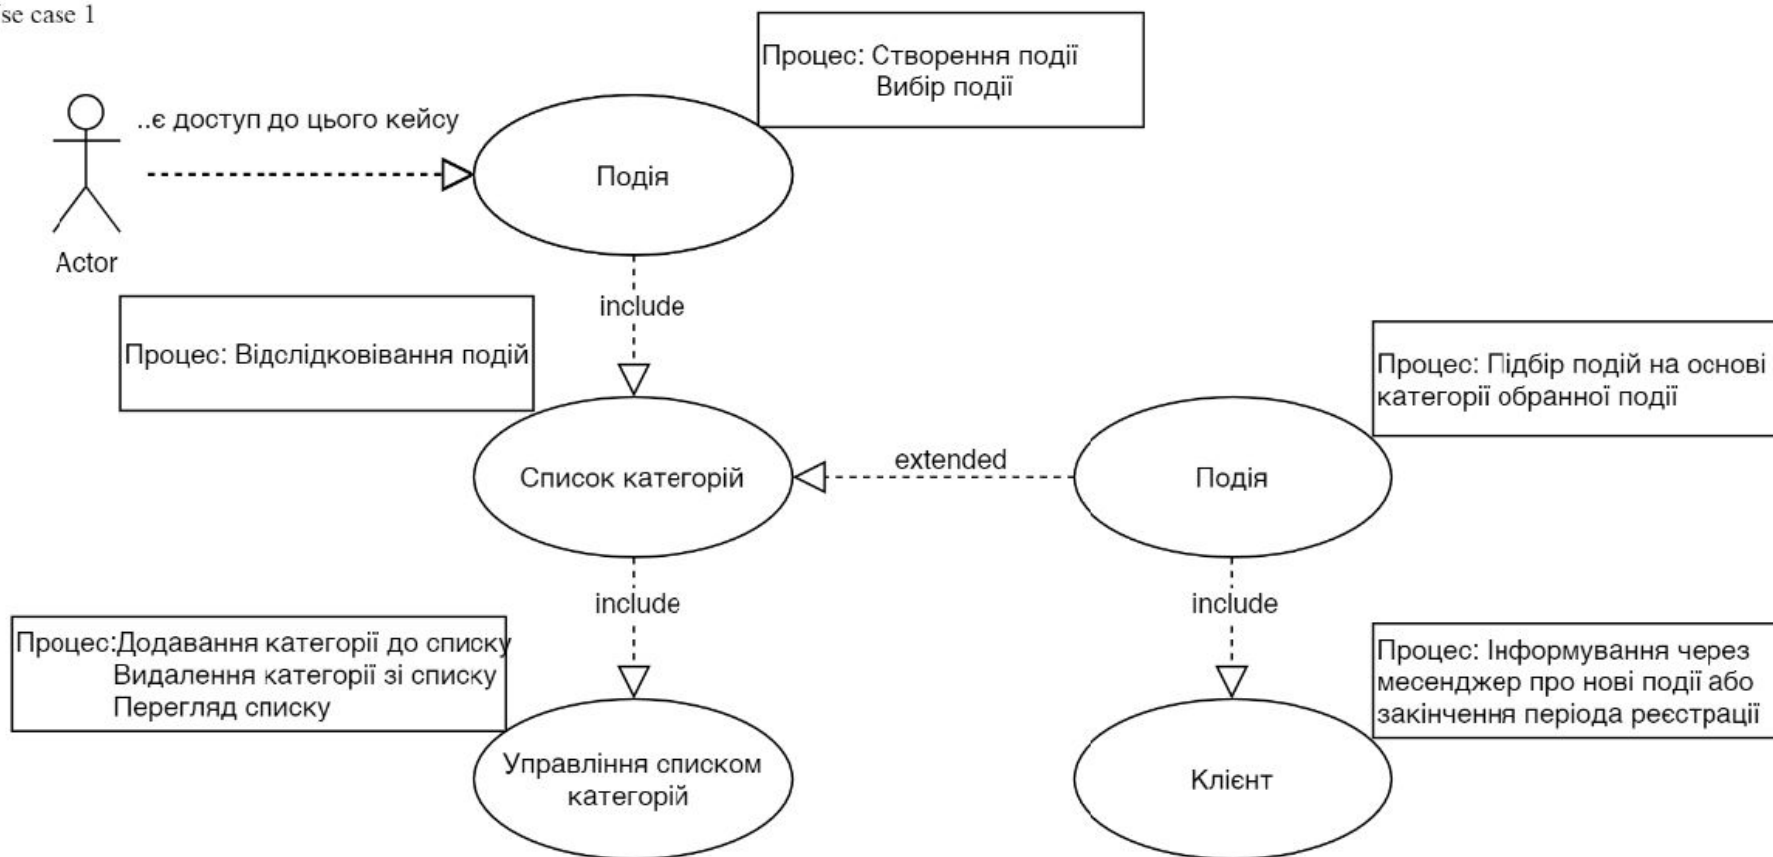 se case 1
Процес: Створення події
Вибір події
..є доступ до цього кейсу
Подія
Actor
include
Процес: Відслідковівання подій
Процес: Підбір подій на основі
категорії обранної події
extended
Список категорій
Подія
include
include
Процес:Додавання категорії до списку
Видалення категорії зі списку
Перегляд списку
Процес: Інформування через
месенджер про нові події або
закінчення періода реєстрації
Управління списком
категорій
Клієнт